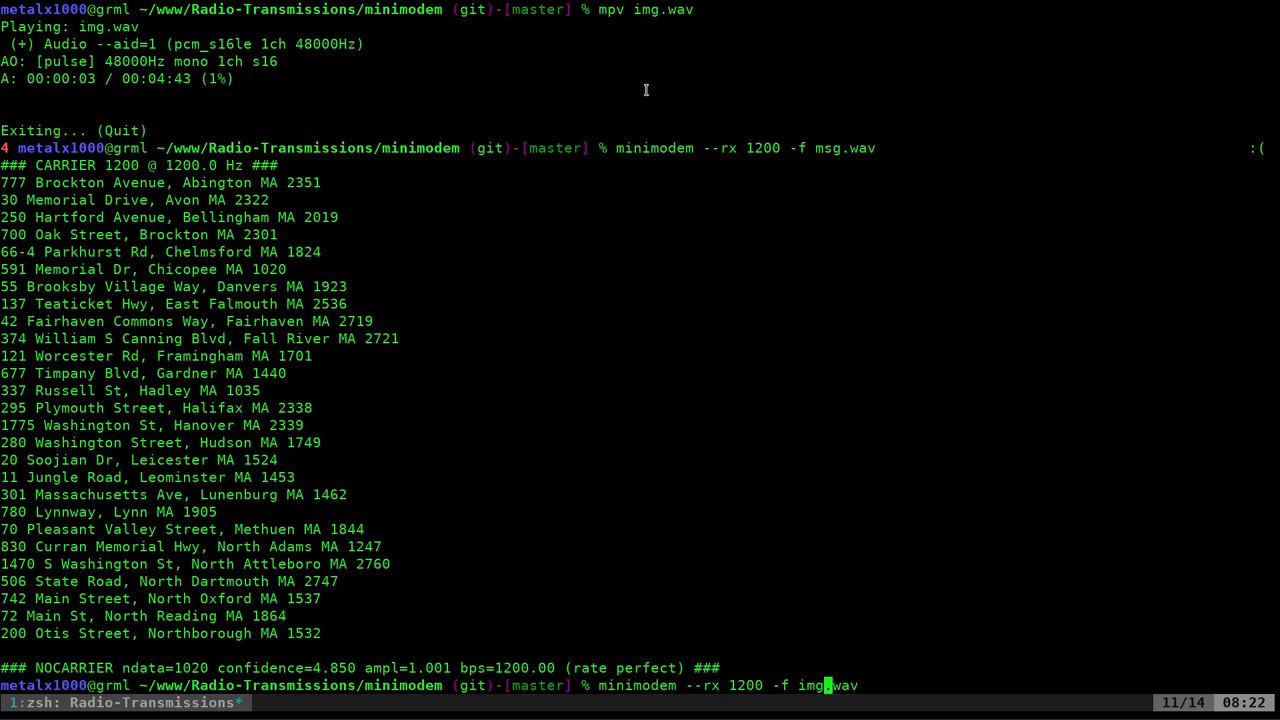 metalx1000@grml ~/www/Radio-Transmissions/minimodem (git)-[master] % mpv img.wav
Playing: img.wav
 (+) Audio --aid=1 (pcm_s16le 1ch 48000Hz)
AO: [pulse] 48000Hz mono 1ch s16
A: 00:00:03 / 00:04:43 (1%)
Exiting... (Quit)
4 metalx1000@grml ~/www/Radio-Transmissions/minimodem (git)-[master] % minimodem --rx 1200 -f msg.wav :(
### CARRIER 1200 @ 1200.0 Hz ###
777 Brockton Avenue, Abington MA 2351
30 Memorial Drive, Avon MA 2322
250 Hartford Avenue, Bellingham MA 2019
700 Oak Street, Brockton MA 2301
66-4 Parkhurst Rd, Chelmsford MA 1824
591 Memorial Dr, Chicopee MA 1020
55 Brooksby Village Way, Danvers MA 1923
137 Teaticket Hwy, East Falmouth MA 2536
42 Fairhaven Commons Way, Fairhaven MA 2719
374 William S Canning Blvd, Fall River MA 2721
121 Worcester Rd, Framingham MA 1701
677 Timpany Blvd, Gardner MA 1440
337 Russell St, Hadley MA 1035
295 Plymouth Street, Halifax MA 2338
1775 Washington St, Hanover MA 2339
280 Washington Street, Hudson MA 1749
20 Soojian Dr, Leicester MA 1524
11 Jungle Road, Leominster MA 1453
301 Massachusetts Ave, Lunenburg MA 1462
780 Lynnway, Lynn MA 1905
70 Pleasant Valley Street, Methuen MA 1844
830 Curran Memorial Hwy, North Adams MA 1247
1470 S Washington St, North Attleboro MA 2760
506 State Road, North Dartmouth MA 2747
742 Main Street, North Oxford MA 1537
72 Main St, North Reading MA 1864
200 Otis Street, Northborough MA 1532
### NOCARRIER ndata=1020 confidence=4.850 ampl=1.001 bps=1200.00 (rate perfect) ###
metalx1000@grml ~/www/Radio-Transmissions/minimodem (git)-[master] % minimodem --rx 1200 -f img.wav
1:zsh: Radio-Transmissions* 11/14 08:22